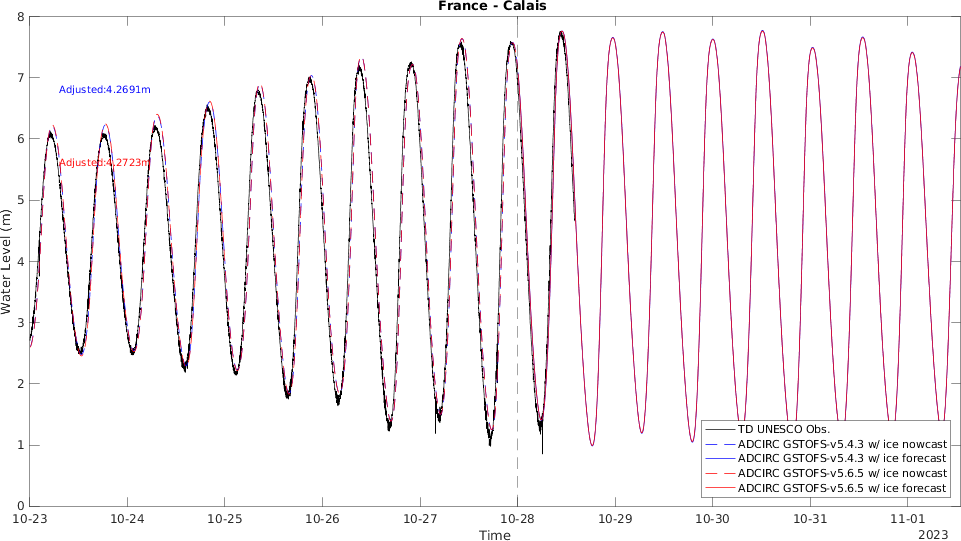 France - Calais
8
7
6
5
4
3
2
1
0
Water Level (m)
Adjusted:4.2691m
Adjusted:4.2723m
TD UNESCO Obs.
ADCIRC GSTOFS-v5.4.3 w/ ice nowcast
ADCIRC GSTOFS-v5.4.3 w/ ice forecast
ADCIRC GSTOFS-v5.6.5 w/ ice nowcast
ADCIRC GSTOFS-v5.6.5 w/ ice forecast
10-23 10-24 10-25 10-26 10-27 10-28 10-29 10-30 10-31 11-01
Time
2023